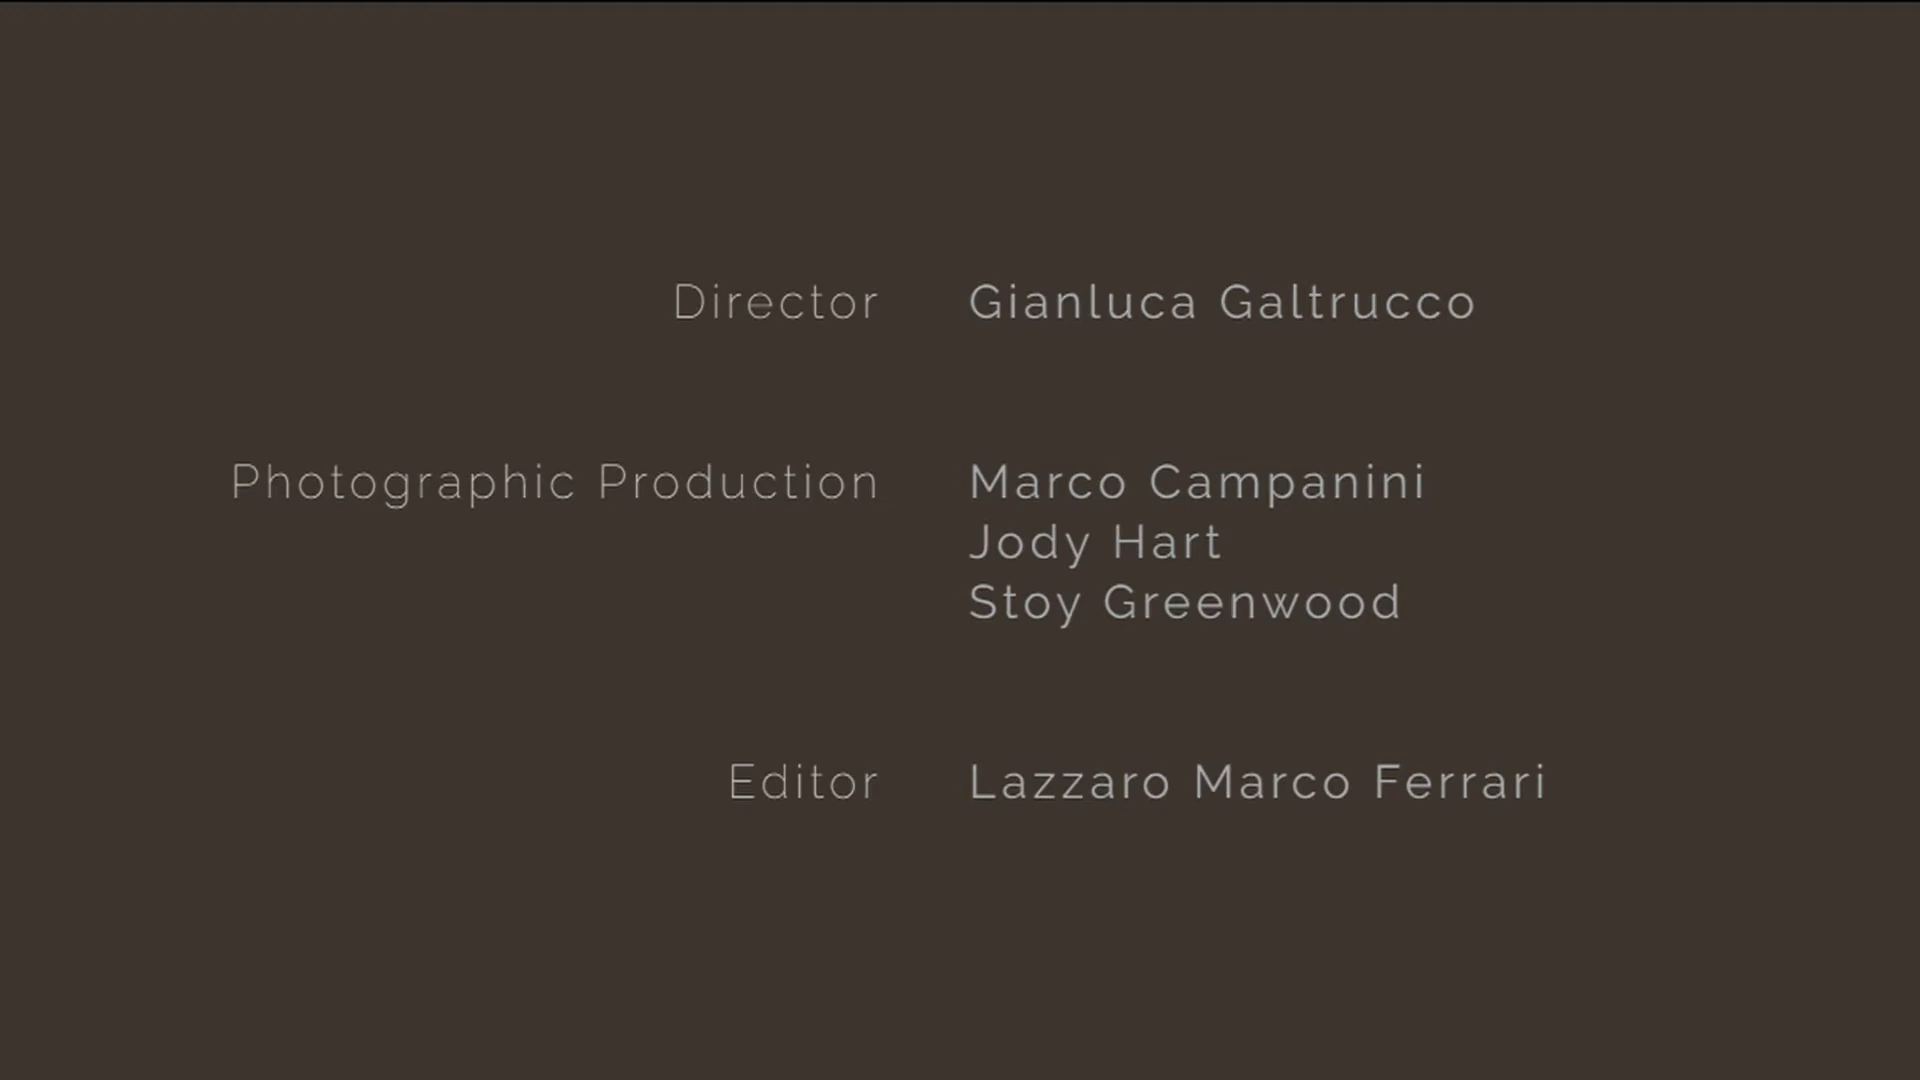 Director Gianluca Galtrucco
Photographic Production Marco Campanini
Jody Hart
Stoy Greenwood
Editor Lazzaro Marco Ferrari